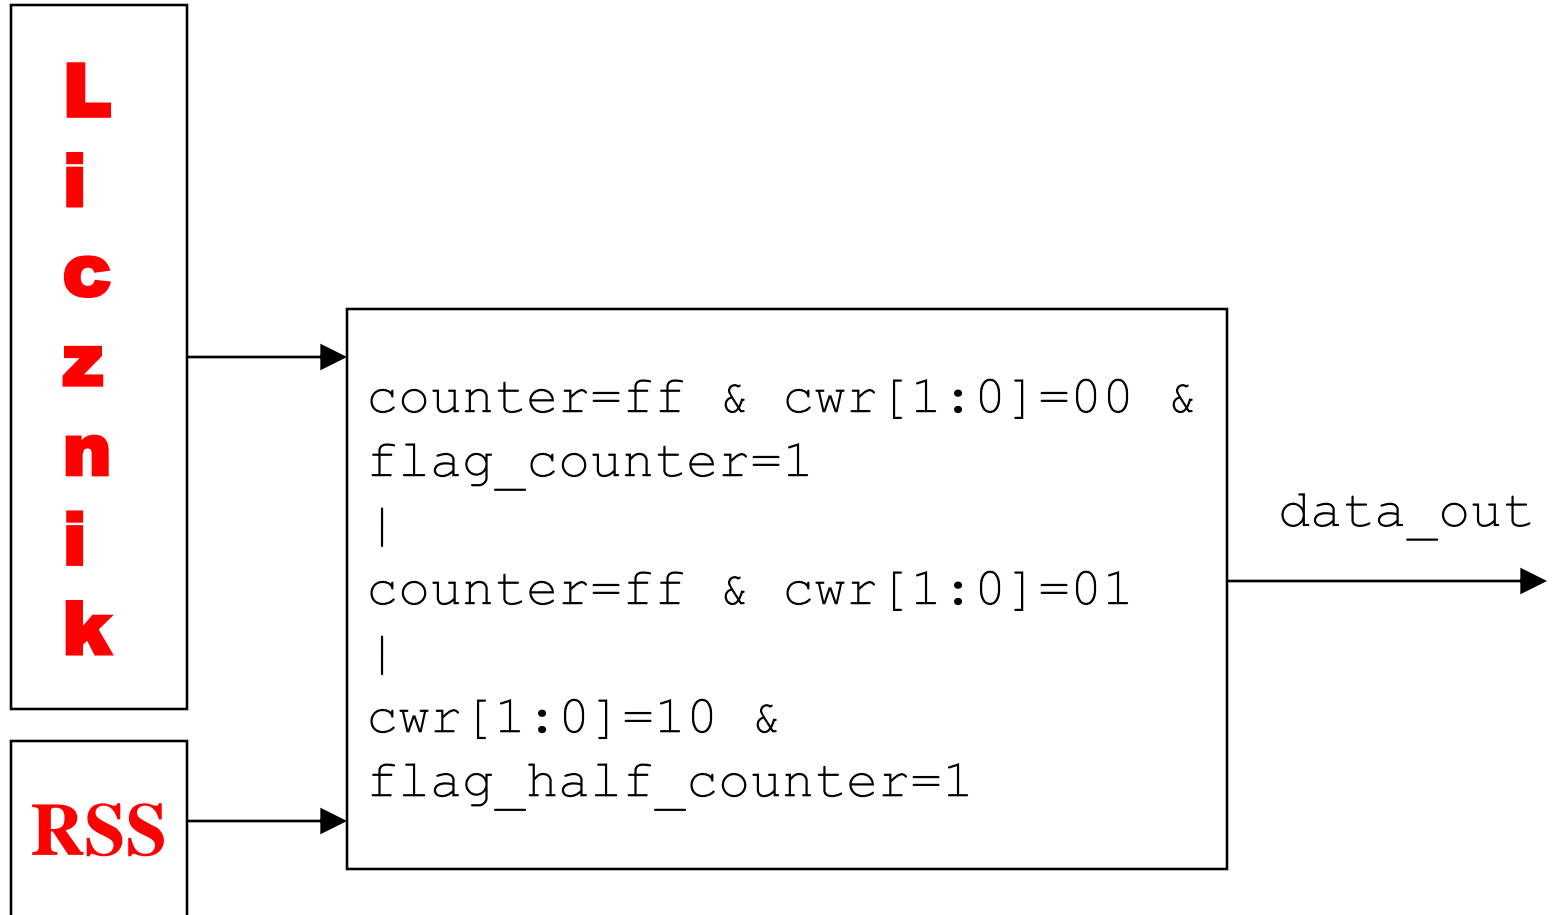 Licznik
counter=ff & cwr[1:0]=00 &
flag_counter=1
|
counter=ff & cwr[1:0]=01
|
cwr[1:0]=10 &
flag_half_counter=1
data_out
RSS